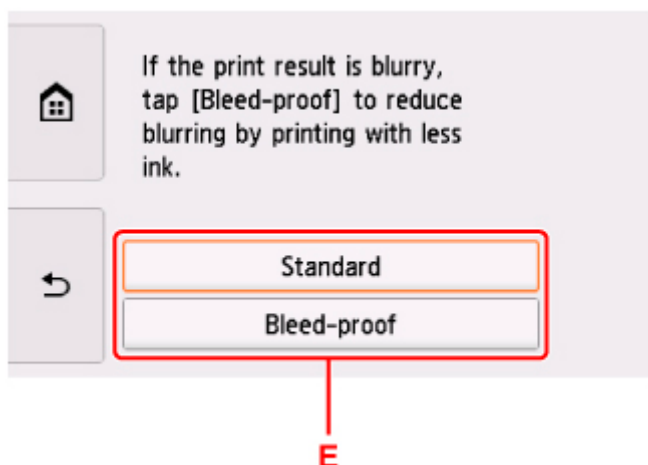 If the print result is blurry,
tap [Bleed-proof] to reduce
blurring by printing with less
ink.
Standard
Bleed-proof
E